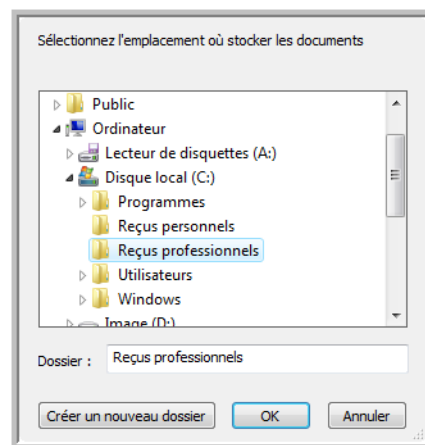 Sélectionnez l'emplacement où stocker les documents
Public
Ordinateur
Lecteur de disquettes (A:)
Disque local (C:)
Programmes
Reçus personnels
Reçus professionnels
Utilisateurs
Windows
Image (D:)
Dossier :
Reçus professionnels
Créer un nouveau dossier
OK
Annuler